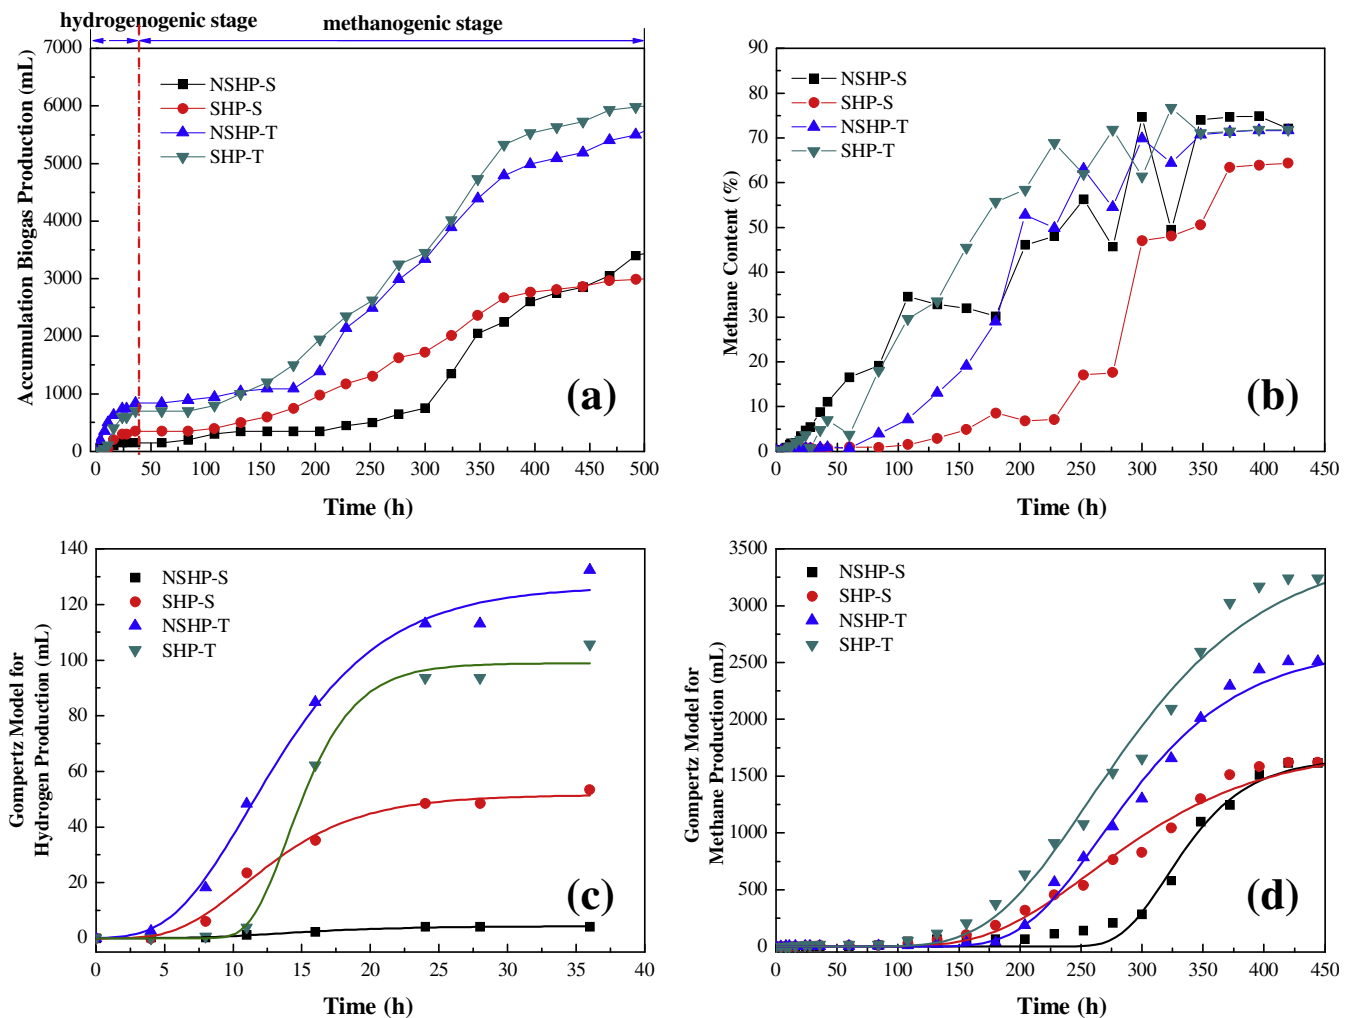 hydrogenogenic stage methanogenic stage
7000
6000
5000
4000
3000
2000
1000
0
Accumulation Biogas Production (mL)
NSHP-S
SHP-S
NSHP-T
SHP-T
(a)
0 50 100 150 200 250 300 350 400 450 500
Time (h)
90
80
70
60
50
40
30
20
10
0
Methane Content (%)
NSHP-S
SHP-S
NSHP-T
SHP-T
(b)
0 50 100 150 200 250 300 350 400 450
Time (h)
140
120
100
80
60
40
20
0
Gompertz Model for
Hydrogen Production (mL)
NSHP-S
SHP-S
NSHP-T
SHP-T
(c)
0 5 10 15 20 25 30 35 40
Time (h)
3500
3000
2500
2000
1500
1000
500
0
Gompertz Model for
Methane Production (mL)
NSHP-S
SHP-S
NSHP-T
SHP-T
(d)
0 50 100 150 200 250 300 350 400 450
Time (h)